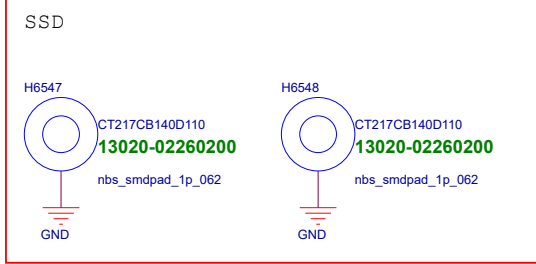 SSD
H6547
CT217CB140D110
13020-02260200
nbs_smdpad_1p_062
GND
H6548
CT217CB140D110
13020-02260200
nbs_smdpad_1p_062
GND